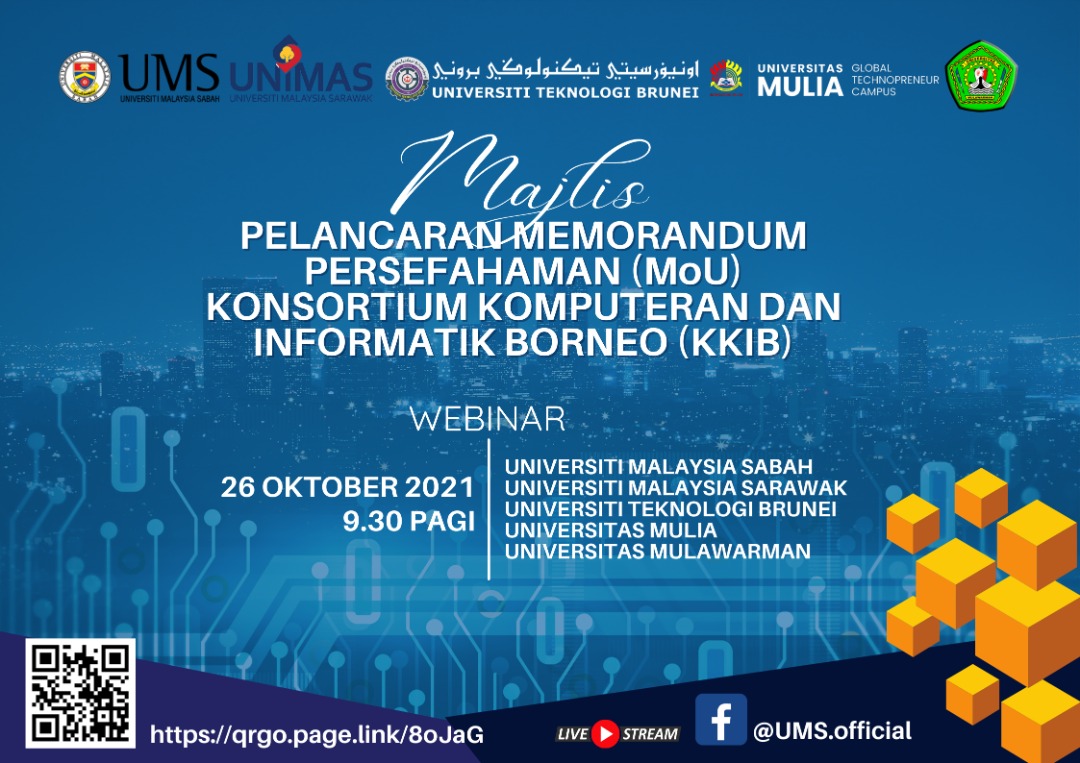 UMS
UNIVERSITI MALAYSIA SABAH
UNIMAS
UNIVERSITI MALAYSIA SARAWAK
اونيۏرسيتي تيکنولوݢي بروني
UNIVERSITI TEKNOLOGI BRUNEI
UNIVERSITAS
MULIA
GLOBAL
TECHNOPRENEUR
CAMPUS
Majlis
PELANCARAN MEMORANDUM
PERSEFAHAMAN (MoU)
KONSORTIUM KOMPUTERAN DAN
INFORMATIK BORNEO (KKIB)
WEBINAR
26 OKTOBER 2021
9.30 PAGI
UNIVERSITI MALAYSIA SABAH
UNIVERSITI MALAYSIA SARAWAK
UNIVERSITI TEKNOLOGI BRUNEI
UNIVERSITAS MULIA
UNIVERSITAS MULAWARMAN
https://qrgo.page.link/8oJaG
LIVE STREAM
@UMS.official